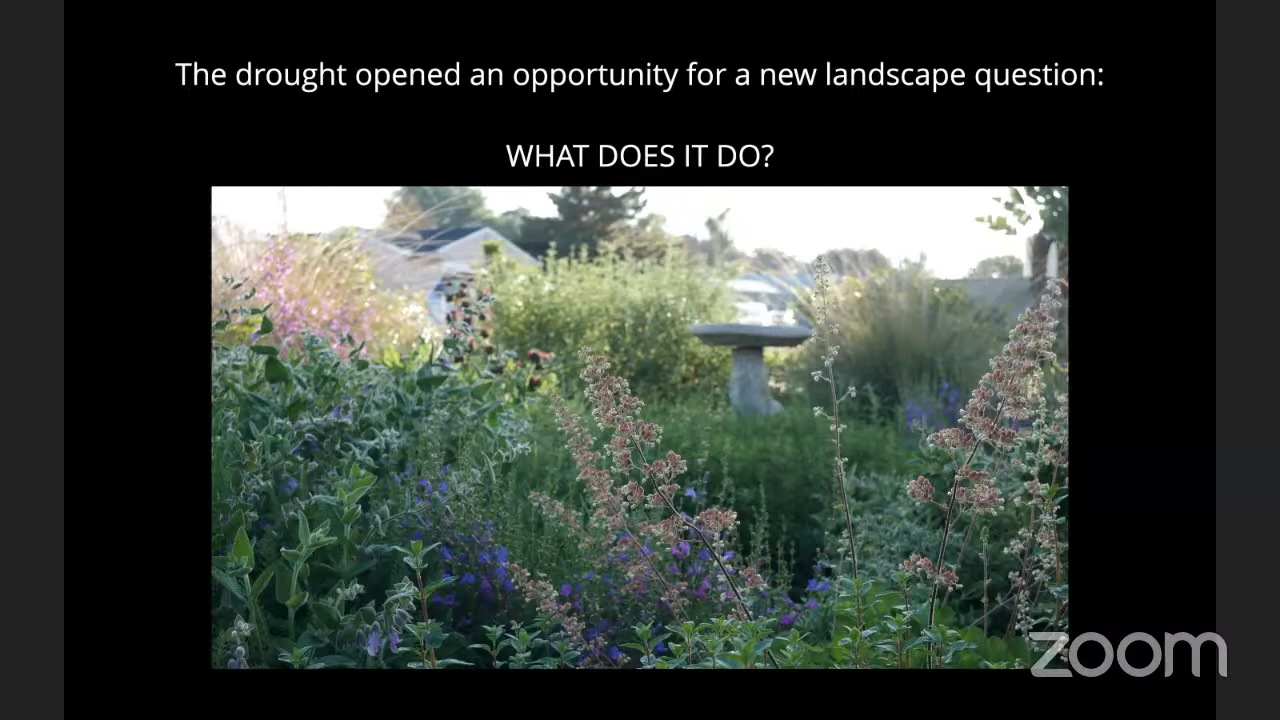 The drought opened an opportunity for a new landscape question:
WHAT DOES IT DO?
zoom